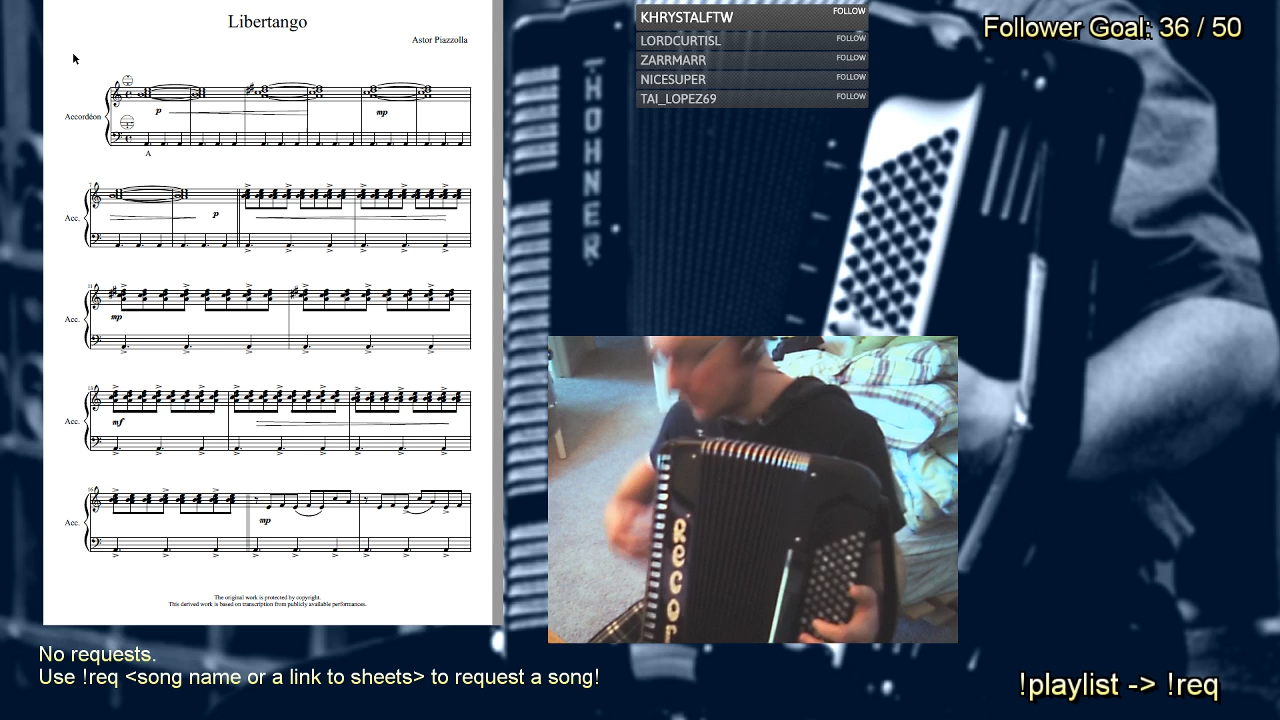 Libertango
Astor Piazzolla
Accordéon
p
mp
A
Acc.
p
Acc.
mp
Acc.
mf
Acc.
mp
The original work is protected by copyright.
This derived work is based on transcription from publicly available performances.
KHRYSTALFTW FOLLOW
LORDCURTISL FOLLOW
ZARRMARR FOLLOW
NICESUPER FOLLOW
TAI_LOPEZ69 FOLLOW
Follower Goal: 36 / 50
HOHNER
Recor
No requests.
Use !req <song name or a link to sheets> to request a song!
!playlist -> !req